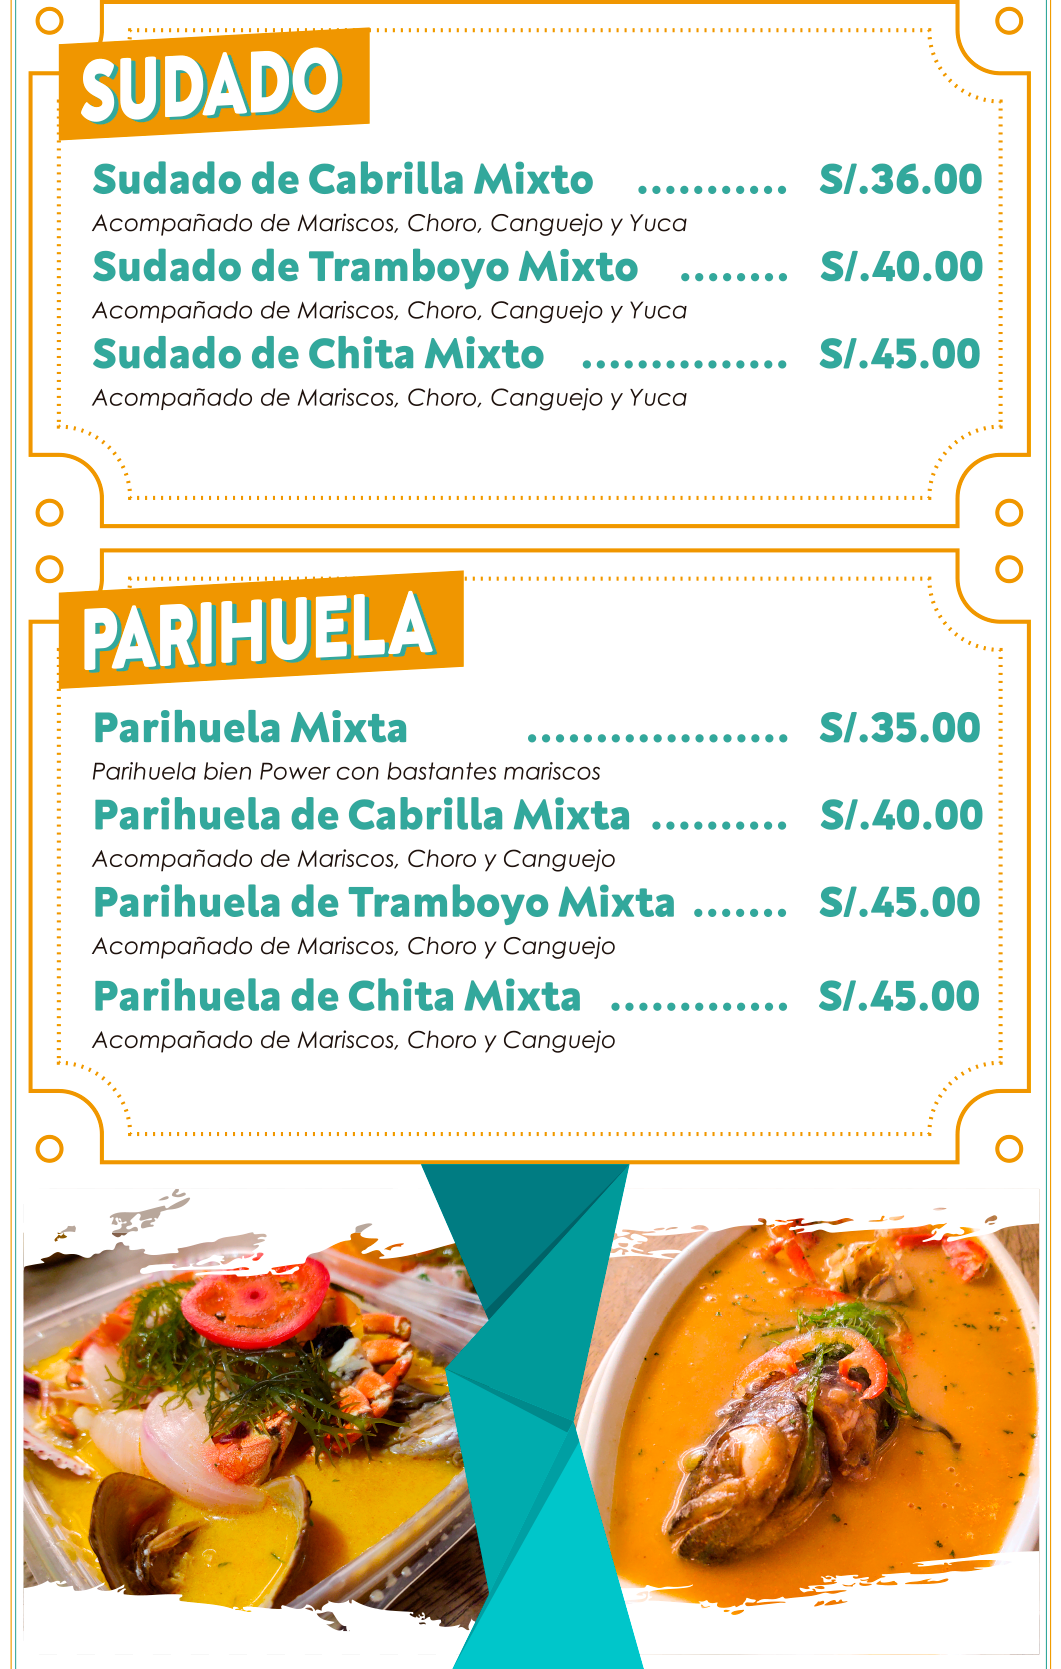 SUDADO
Sudado de Cabrilla Mixto ........... S/.36.00
Acompañado de Mariscos, Choro, Canguejo y Yuca
Sudado de Tramboyo Mixto ........ S/.40.00
Acompañado de Mariscos, Choro, Canguejo y Yuca
Sudado de Chita Mixto ............... S/.45.00
Acompañado de Mariscos, Choro, Canguejo y Yuca
PARIHUELA
Parihuela Mixta ................... S/.35.00
Parihuela bien Power con bastantes mariscos
Parihuela de Cabrilla Mixta .......... S/.40.00
Acompañado de Mariscos, Choro y Canguejo
Parihuela de Tramboyo Mixta ....... S/.45.00
Acompañado de Mariscos, Choro y Canguejo
Parihuela de Chita Mixta ............. S/.45.00
Acompañado de Mariscos, Choro y Canguejo